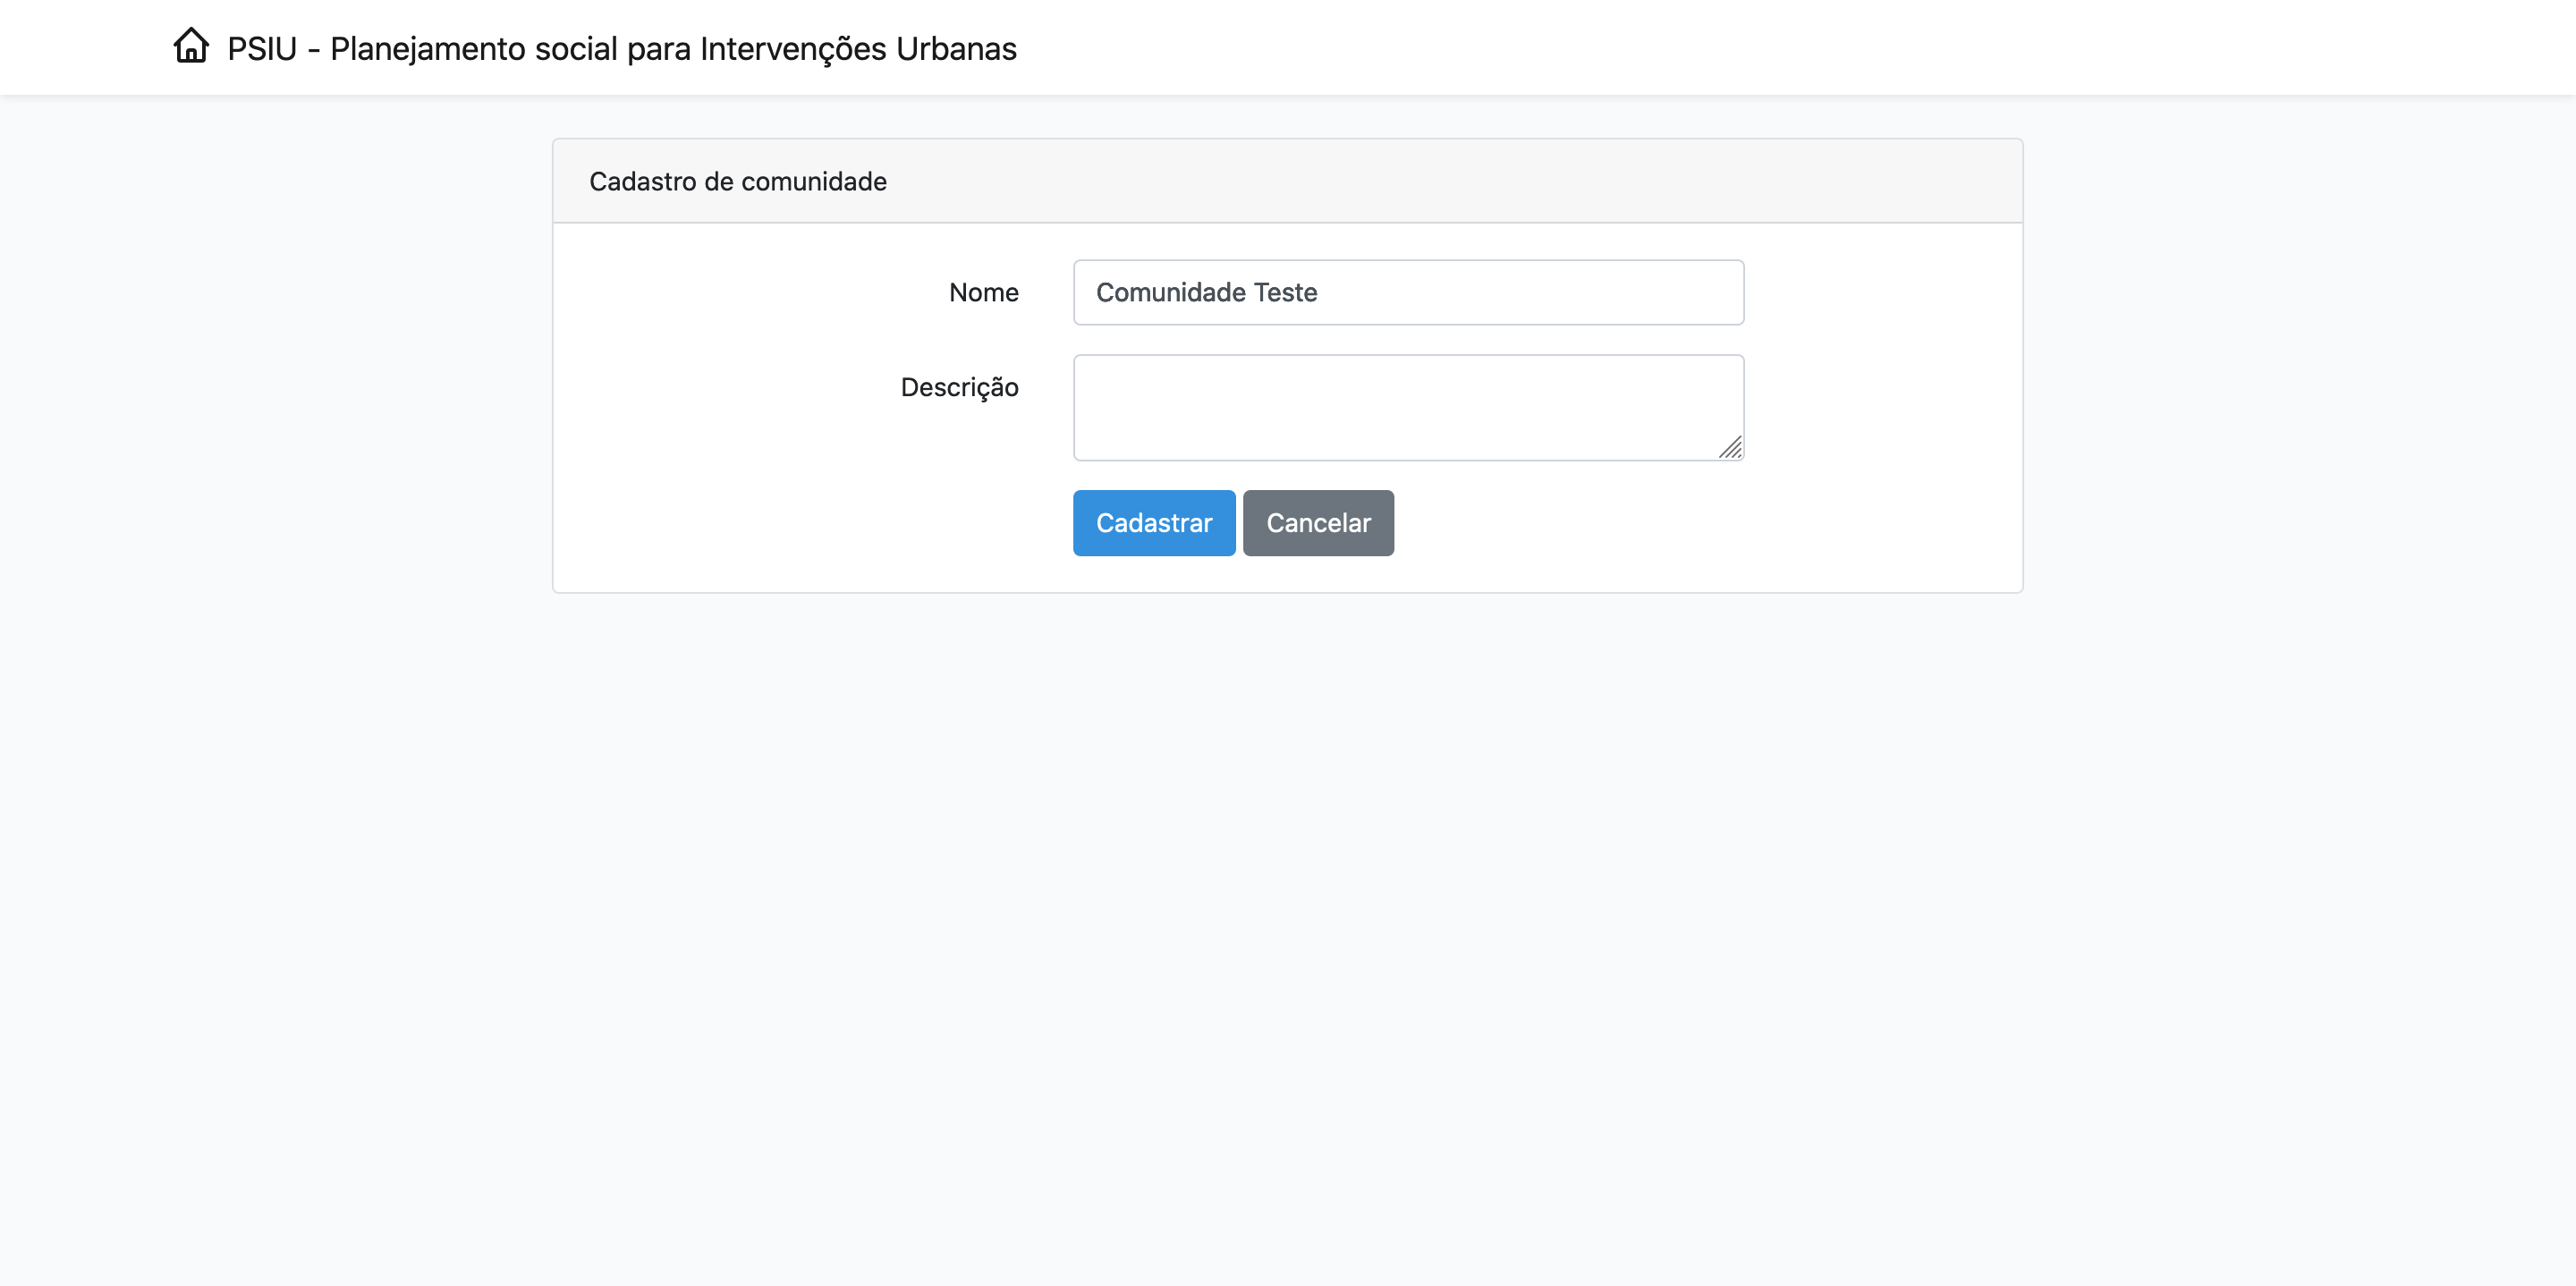 PSIU - Planejamento social para Intervenções Urbanas
Cadastro de comunidade
Nome
Comunidade Teste
Descrição
Cadastrar
Cancelar